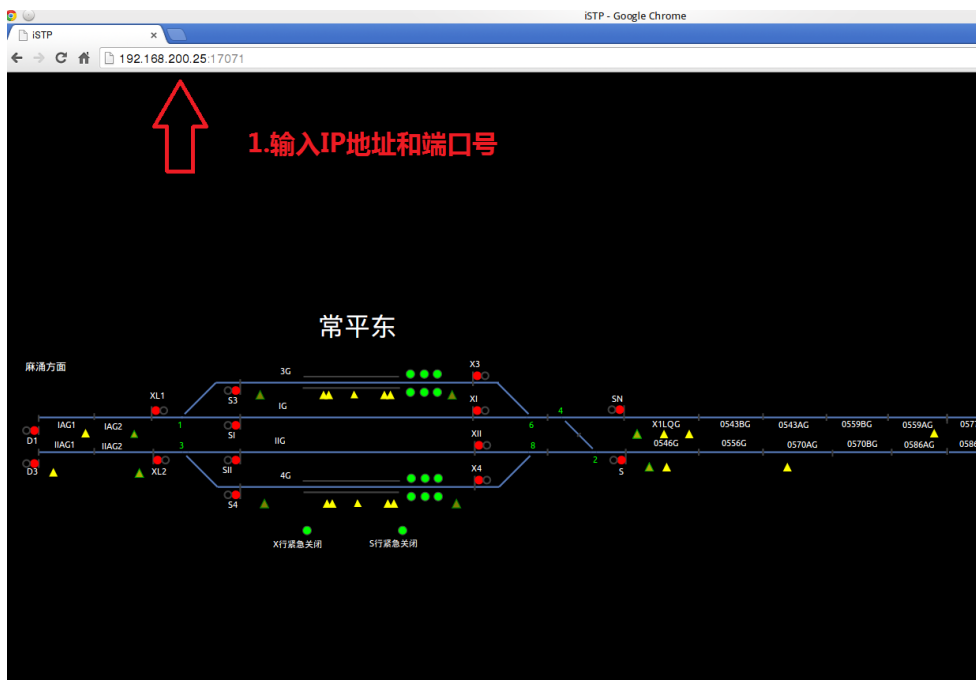 iSTP - Google Chrome
iSTP ×
192.168.200.25:17071
1.输入IP地址和端口号
常平东
麻涌方面
3G
X3
XL1
S3
IG
XI
SN
IAG1
IAG2
1
6
4
X1LQG
0543BG
0543AG
0559BG
0559AG
D1
SI
IIAG1
IIAG2
3
IIG
XII
8
0546G
0556G
0570AG
0570BG
0586AG
D3
XL2
SII
4G
X4
2
S
S4
X行紧急关闭
S行紧急关闭